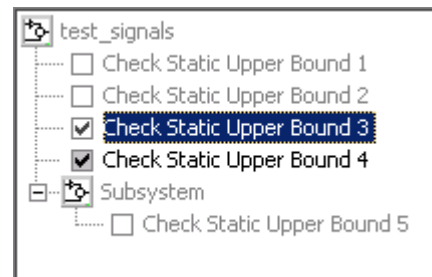 test_signals
Check Static Upper Bound 1
Check Static Upper Bound 2
Check Static Upper Bound 3
Check Static Upper Bound 4
Subsystem
Check Static Upper Bound 5